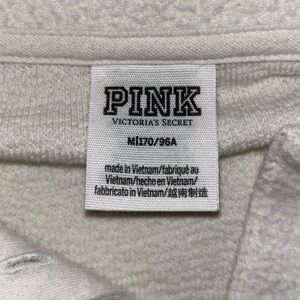 PINK
VICTORIA'S SECRET
M|170/96A
made in Vietnam/fabriqué au
Vietnam/hecho en Vietnam/
fabbricato in Vietnam/越南制造